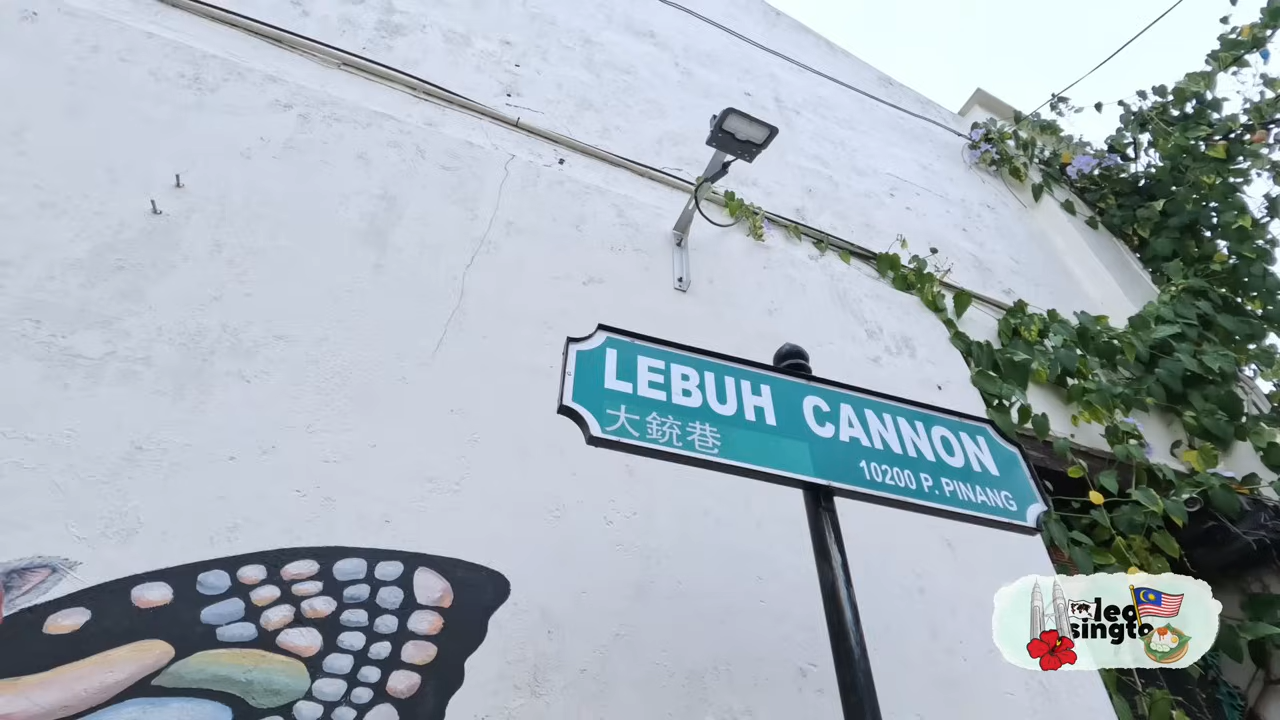 LEBUH CANNON
大銃巷
10200 P. PINANG
leo
singto